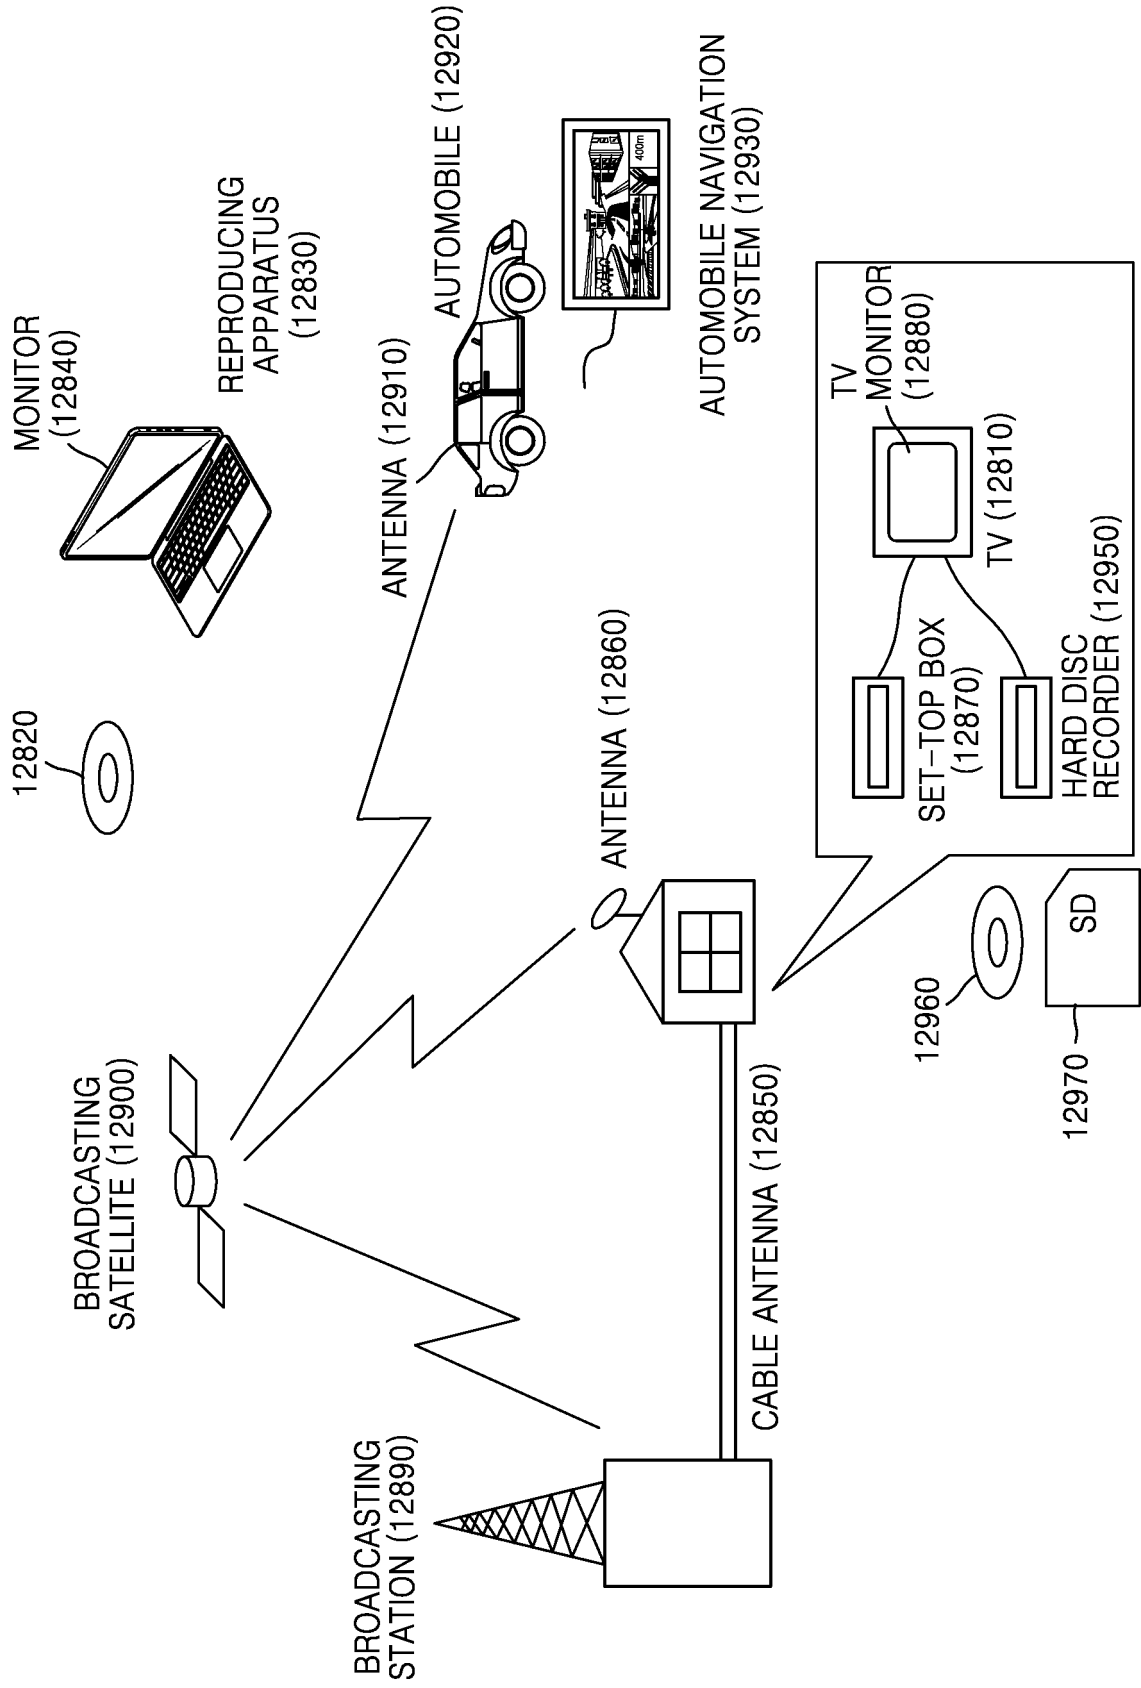 BROADCASTING
SATELLITE (12900)
12820
MONITOR
(12840)
REPRODUCING
APPARATUS
(12830)
BROADCASTING
STATION (12890)
ANTENNA (12860)
ANTENNA (12910)
AUTOMOBILE (12920)
400m
AUTOMOBILE NAVIGATION
SYSTEM (12930)
CABLE ANTENNA (12850)
TV
MONITOR
(12880)
TV (12810)
SET-TOP BOX
(12870)
HARD DISC
RECORDER (12950)
12960
SD
12970